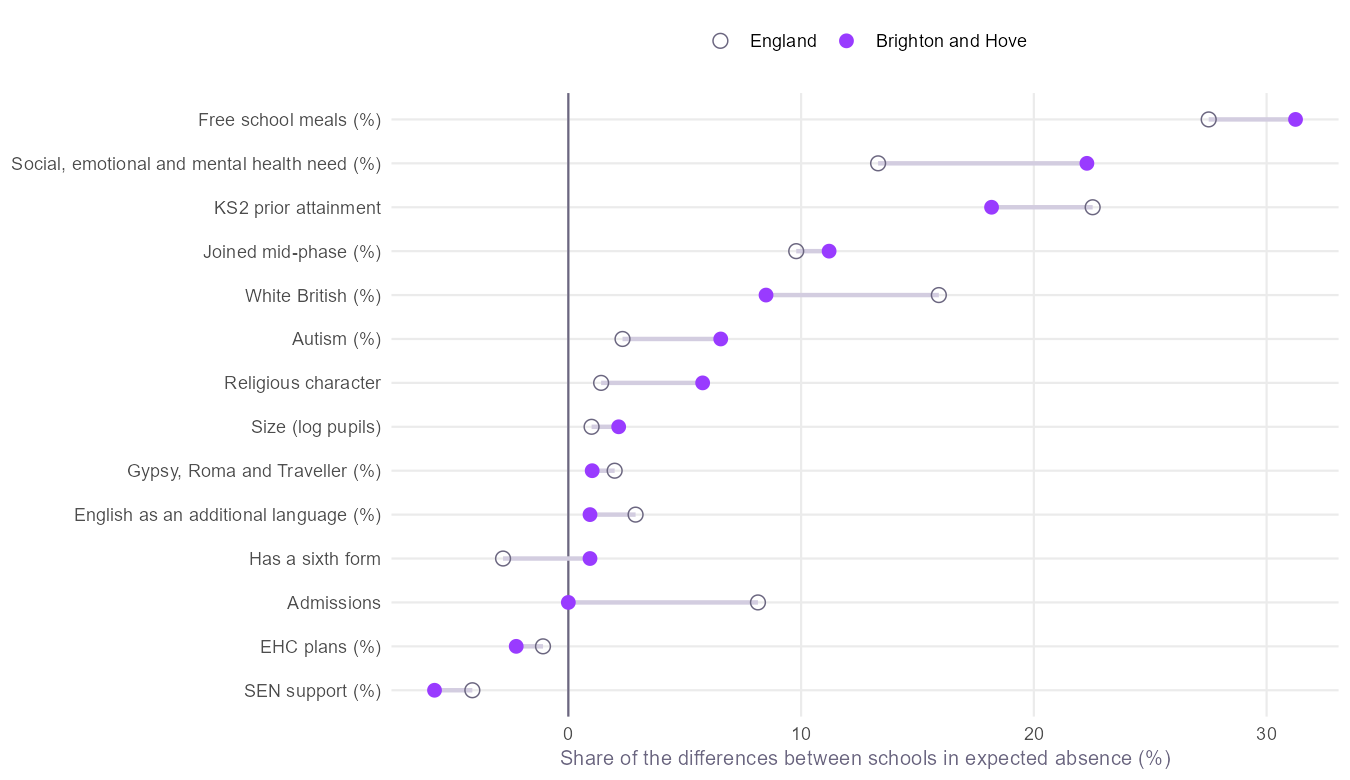 England Brighton and Hove
Free school meals (%)
Social, emotional and mental health need (%)
KS2 prior attainment
Joined mid-phase (%)
White British (%)
Autism (%)
Religious character
Size (log pupils)
Gypsy, Roma and Traveller (%)
English as an additional language (%)
Has a sixth form
Admissions
EHC plans (%)
SEN support (%)
0 10 20 30
Share of the differences between schools in expected absence (%)